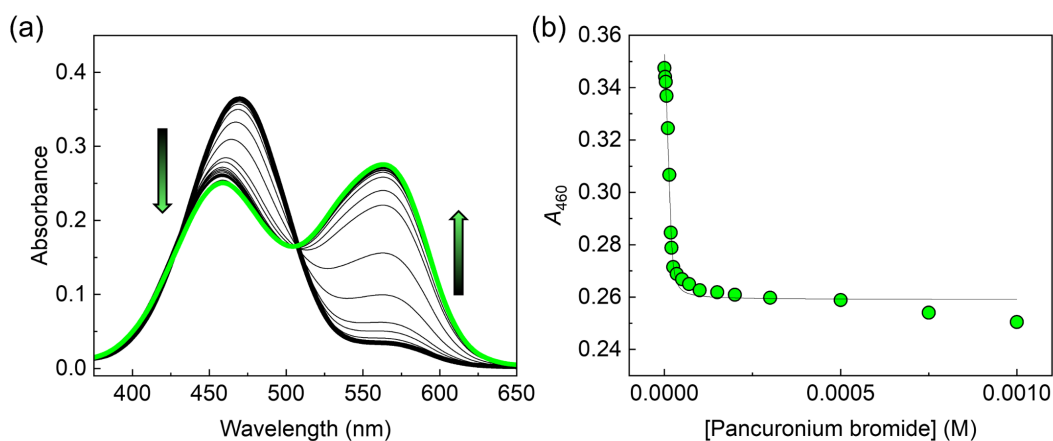 (a)
Absorbance
0.4
0.3
0.2
0.1
0.0
400 450 500 550 600 650
Wavelength (nm)
(b)
A460
0.36
0.34
0.32
0.30
0.28
0.26
0.24
0.0000 0.0005 0.0010
[Pancuronium bromide] (M)